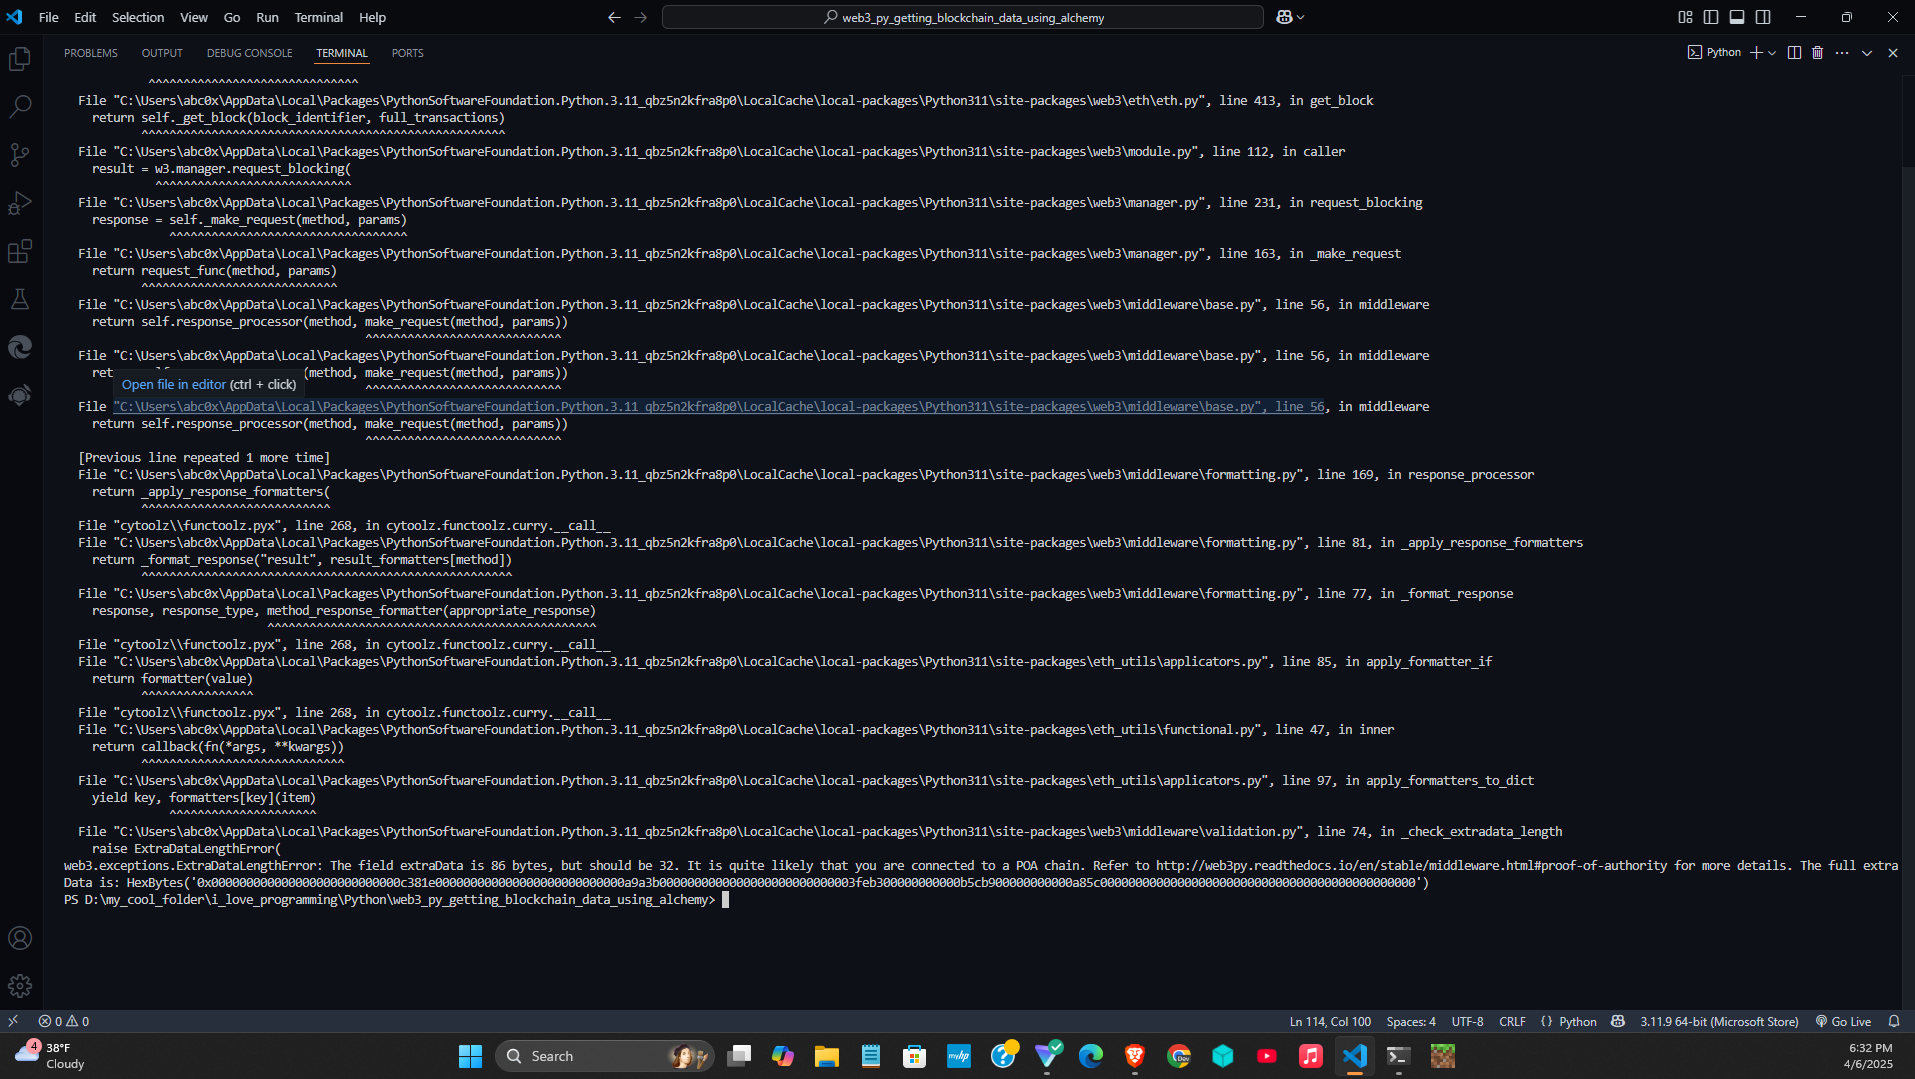 File Edit Selection View Go Run Terminal Help
web3_py_getting_blockchain_data_using_alchemy
PROBLEMS OUTPUT DEBUG CONSOLE TERMINAL PORTS
Python
^^^^^^^^^^^^^^^^^^^^^^^^^^^^^^
File "C:\Users\abc0x\AppData\Local\Packages\PythonSoftwareFoundation.Python.3.11_qbz5n2kfra8p0\LocalCache\local-packages\Python311\site-packages\web3\eth\eth.py", line 413, in get_block
return self._get_block(block_identifier, full_transactions)
^^^^^^^^^^^^^^^^^^^^^^^^^^^^^^^^^^^^^^^^^^^^^^^^^^^^
File "C:\Users\abc0x\AppData\Local\Packages\PythonSoftwareFoundation.Python.3.11_qbz5n2kfra8p0\LocalCache\local-packages\Python311\site-packages\web3\module.py", line 112, in caller
result = w3.manager.request_blocking(
^^^^^^^^^^^^^^^^^^^^^^^^^^^^
File "C:\Users\abc0x\AppData\Local\Packages\PythonSoftwareFoundation.Python.3.11_qbz5n2kfra8p0\LocalCache\local-packages\Python311\site-packages\web3\manager.py", line 231, in request_blocking
response = self._make_request(method, params)
^^^^^^^^^^^^^^^^^^^^^^^^^^^^^^^^^^
File "C:\Users\abc0x\AppData\Local\Packages\PythonSoftwareFoundation.Python.3.11_qbz5n2kfra8p0\LocalCache\local-packages\Python311\site-packages\web3\manager.py", line 163, in _make_request
return request_func(method, params)
^^^^^^^^^^^^^^^^^^^^^^^^^^^^
File "C:\Users\abc0x\AppData\Local\Packages\PythonSoftwareFoundation.Python.3.11_qbz5n2kfra8p0\LocalCache\local-packages\Python311\site-packages\web3\middleware\base.py", line 56, in middleware
return self.response_processor(method, make_request(method, params))
^^^^^^^^^^^^^^^^^^^^^^^^^^^^
File "C:\Users\abc0x\AppData\Local\Packages\PythonSoftwareFoundation.Python.3.11_qbz5n2kfra8p0\LocalCache\local-packages\Python311\site-packages\web3\middleware\base.py", line 56, in middleware
ret (method, make_request(method, params))
Open file in editor (ctrl + click)
^^^^^^^^^^^^^^^^^^^^^^^^^^^^
File "C:\Users\abc0x\AppData\Local\Packages\PythonSoftwareFoundation.Python.3.11_qbz5n2kfra8p0\LocalCache\local-packages\Python311\site-packages\web3\middleware\base.py", line 56, in middleware
return self.response_processor(method, make_request(method, params))
^^^^^^^^^^^^^^^^^^^^^^^^^^^^
[Previous line repeated 1 more time]
File "C:\Users\abc0x\AppData\Local\Packages\PythonSoftwareFoundation.Python.3.11_qbz5n2kfra8p0\LocalCache\local-packages\Python311\site-packages\web3\middleware\formatting.py", line 169, in response_processor
return _apply_response_formatters(
^^^^^^^^^^^^^^^^^^^^^^^^^^^
File "cytoolz\\functoolz.pyx", line 268, in cytoolz.functoolz.curry.__call__
File "C:\Users\abc0x\AppData\Local\Packages\PythonSoftwareFoundation.Python.3.11_qbz5n2kfra8p0\LocalCache\local-packages\Python311\site-packages\web3\middleware\formatting.py", line 81, in _apply_response_formatters
return _format_response("result", result_formatters[method])
^^^^^^^^^^^^^^^^^^^^^^^^^^^^^^^^^^^^^^^^^^^^^^^^^^^^^
File "C:\Users\abc0x\AppData\Local\Packages\PythonSoftwareFoundation.Python.3.11_qbz5n2kfra8p0\LocalCache\local-packages\Python311\site-packages\web3\middleware\formatting.py", line 77, in _format_response
response, response_type, method_response_formatter(appropriate_response)
^^^^^^^^^^^^^^^^^^^^^^^^^^^^^^^^^^^^^^^^^^^^^^^
File "cytoolz\\functoolz.pyx", line 268, in cytoolz.functoolz.curry.__call__
File "C:\Users\abc0x\AppData\Local\Packages\PythonSoftwareFoundation.Python.3.11_qbz5n2kfra8p0\LocalCache\local-packages\Python311\site-packages\eth_utils\applicators.py", line 85, in apply_formatter_if
return formatter(value)
^^^^^^^^^^^^^^^^
File "cytoolz\\functoolz.pyx", line 268, in cytoolz.functoolz.curry.__call__
File "C:\Users\abc0x\AppData\Local\Packages\PythonSoftwareFoundation.Python.3.11_qbz5n2kfra8p0\LocalCache\local-packages\Python311\site-packages\eth_utils\functional.py", line 47, in inner
return callback(fn(*args, **kwargs))
^^^^^^^^^^^^^^^^^^^^^^^^^^^^^
File "C:\Users\abc0x\AppData\Local\Packages\PythonSoftwareFoundation.Python.3.11_qbz5n2kfra8p0\LocalCache\local-packages\Python311\site-packages\eth_utils\applicators.py", line 97, in apply_formatters_to_dict
yield key, formatters[key](item)
^^^^^^^^^^^^^^^^^^^^^
File "C:\Users\abc0x\AppData\Local\Packages\PythonSoftwareFoundation.Python.3.11_qbz5n2kfra8p0\LocalCache\local-packages\Python311\site-packages\web3\middleware\validation.py", line 74, in _check_extradata_length
raise ExtraDataLengthError(
web3.exceptions.ExtraDataLengthError: The field extraData is 86 bytes, but should be 32. It is quite likely that you are connected to a POA chain. Refer to http://web3py.readthedocs.io/en/stable/middleware.html#proof-of-authority for more details. The full extra
Data is:
PS D:\my_cool_folder\i_love_programming\Python\web3_py_getting_blockchain_data_using_alchemy>
0 0 Ln 114, Col 100 Spaces: 4 UTF-8 CRLF {} Python 3.11.9 64-bit (Microsoft Store) Go Live
4 38°F
Cloudy
Search
myhp
Dev
6:32 PM
4/6/2025